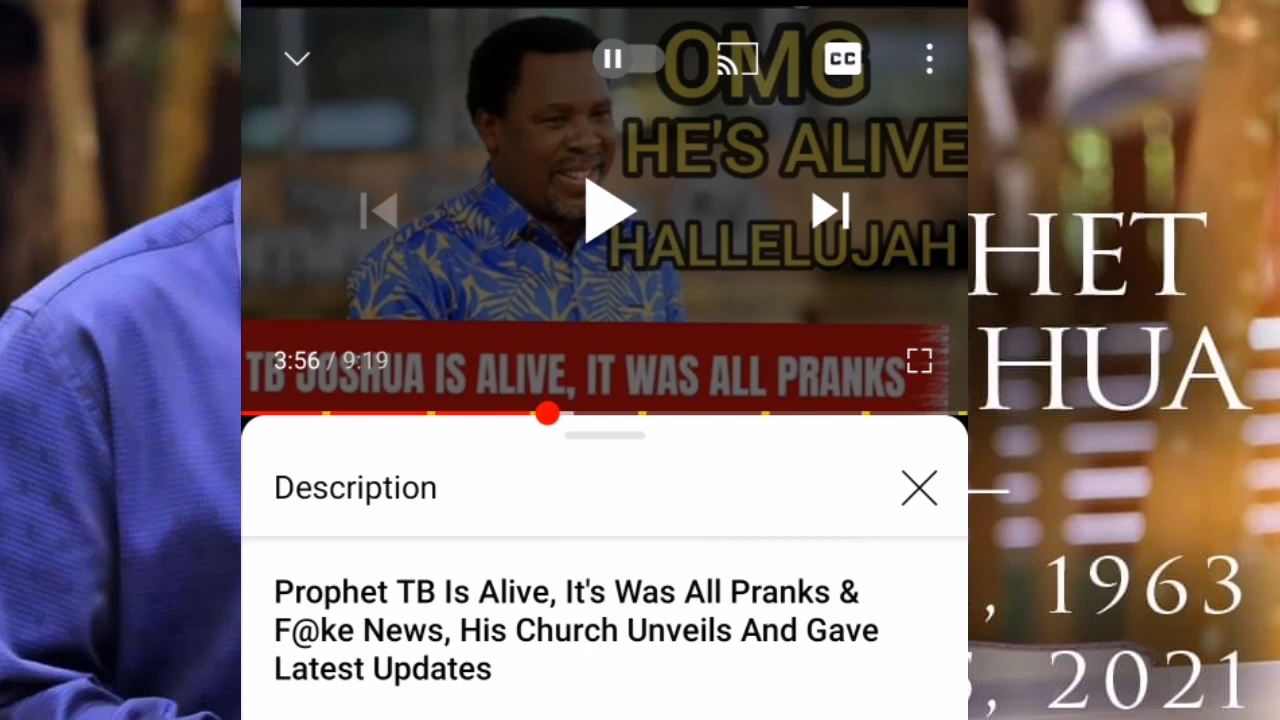 CC
OMG
HE'S ALIVE
HALLELUJAH
3:56 / 9:19
TB JOSHUA IS ALIVE, IT WAS ALL PRANKS
Description
Prophet TB Is Alive, It's Was All Pranks &
F@ke News, His Church Unveils And Gave
Latest Updates
HET
HUA
, 1963
, 2021